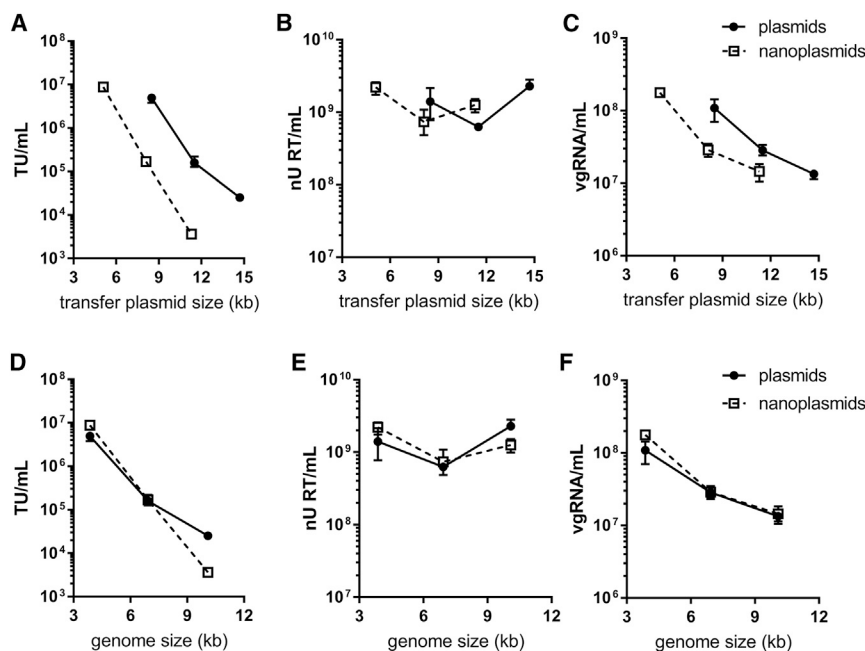 A
TU/mL
10^8
10^7
10^6
10^5
10^4
10^3
3 6 9 12 15
transfer plasmid size (kb)
B
nU RT/mL
10^10
10^9
10^8
10^7
3 6 9 12 15
transfer plasmid size (kb)
C
plasmids
nanoplasmids
vgRNA/mL
10^9
10^8
10^7
10^6
3 6 9 12 15
transfer plasmid size (kb)
D
TU/mL
10^8
10^7
10^6
10^5
10^4
10^3
3 6 9 12
genome size (kb)
E
nU RT/mL
10^10
10^9
10^8
10^7
3 6 9 12
genome size (kb)
F
plasmids
nanoplasmids
vgRNA/mL
10^9
10^8
10^7
10^6
3 6 9 12
genome size (kb)